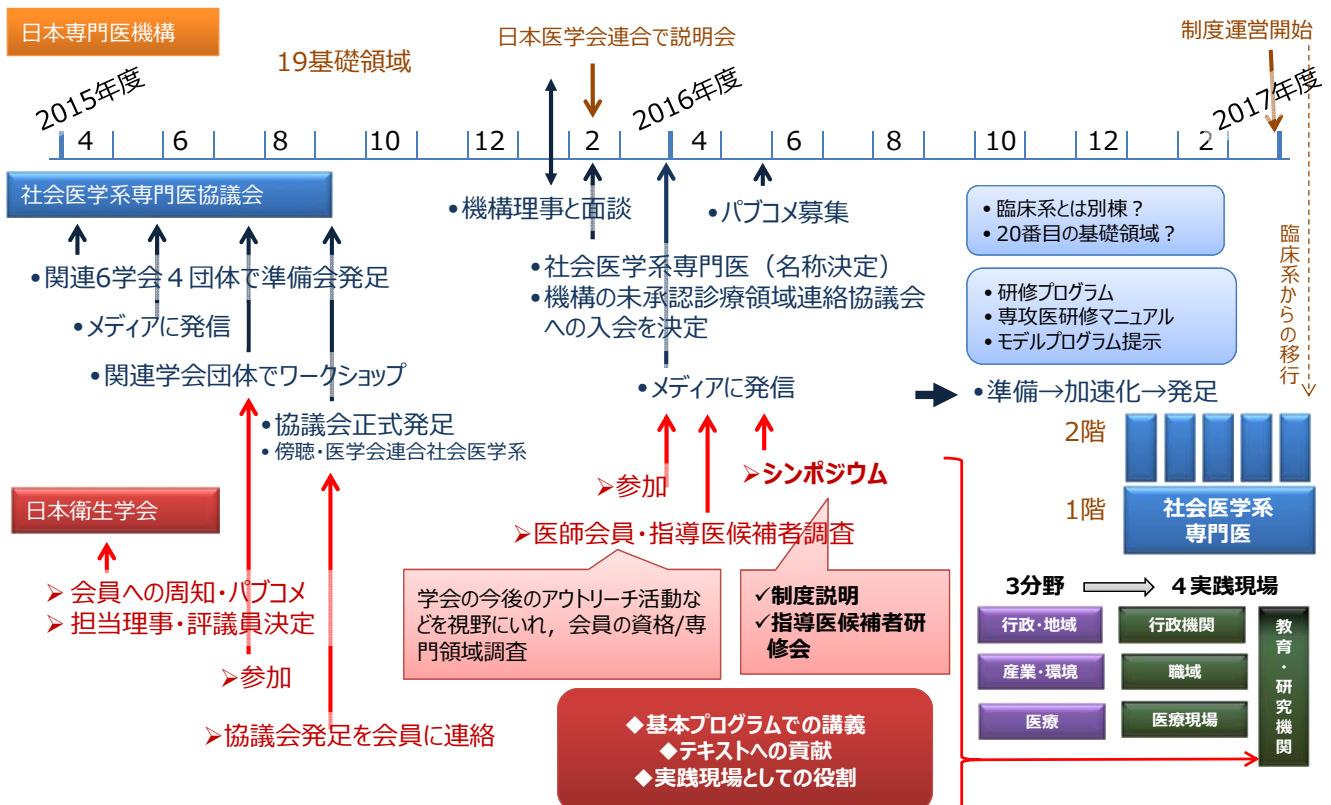 日本専門医機構
19基礎領域
日本医学会連合で説明会
制度運営開始
2015年度
2016年度
2017年度
4 6 8 10 12 2 4 6 8 10 12 2
社会医学系専門医協議会
•機構理事と面談
•パブコメ募集
•臨床系とは別棟？
•20番目の基礎領域？
臨床系からの移行
•関連6学会４団体で準備会発足
•社会医学系専門医（名称決定）
•機構の未承認診療領域連絡協議会
への入会を決定
•研修プログラム
•専攻医研修マニュアル
•モデルプログラム提示
•メディアに発信
•関連学会団体でワークショップ
•メディアに発信
•準備→加速化→発足
•協議会正式発足
•傍聴・医学会連合社会医学系
2階
1階
社会医学系
専門医
日本衛生学会
➢参加
➢シンポジウム
➢医師会員・指導医候補者調査
➢会員への周知・パブコメ
➢担当理事・評議員決定
学会の今後のアウトリーチ活動な
どを視野にいれ，会員の資格/専
門領域調査
✓制度説明
✓指導医候補者研
修会
3分野
４実践現場
行政・地域
行政機関
産業・環境
職域
医療
医療現場
教育・研究機関
➢参加
➢協議会発足を会員に連絡
◆基本プログラムでの講義
◆テキストへの貢献
◆実践現場としての役割